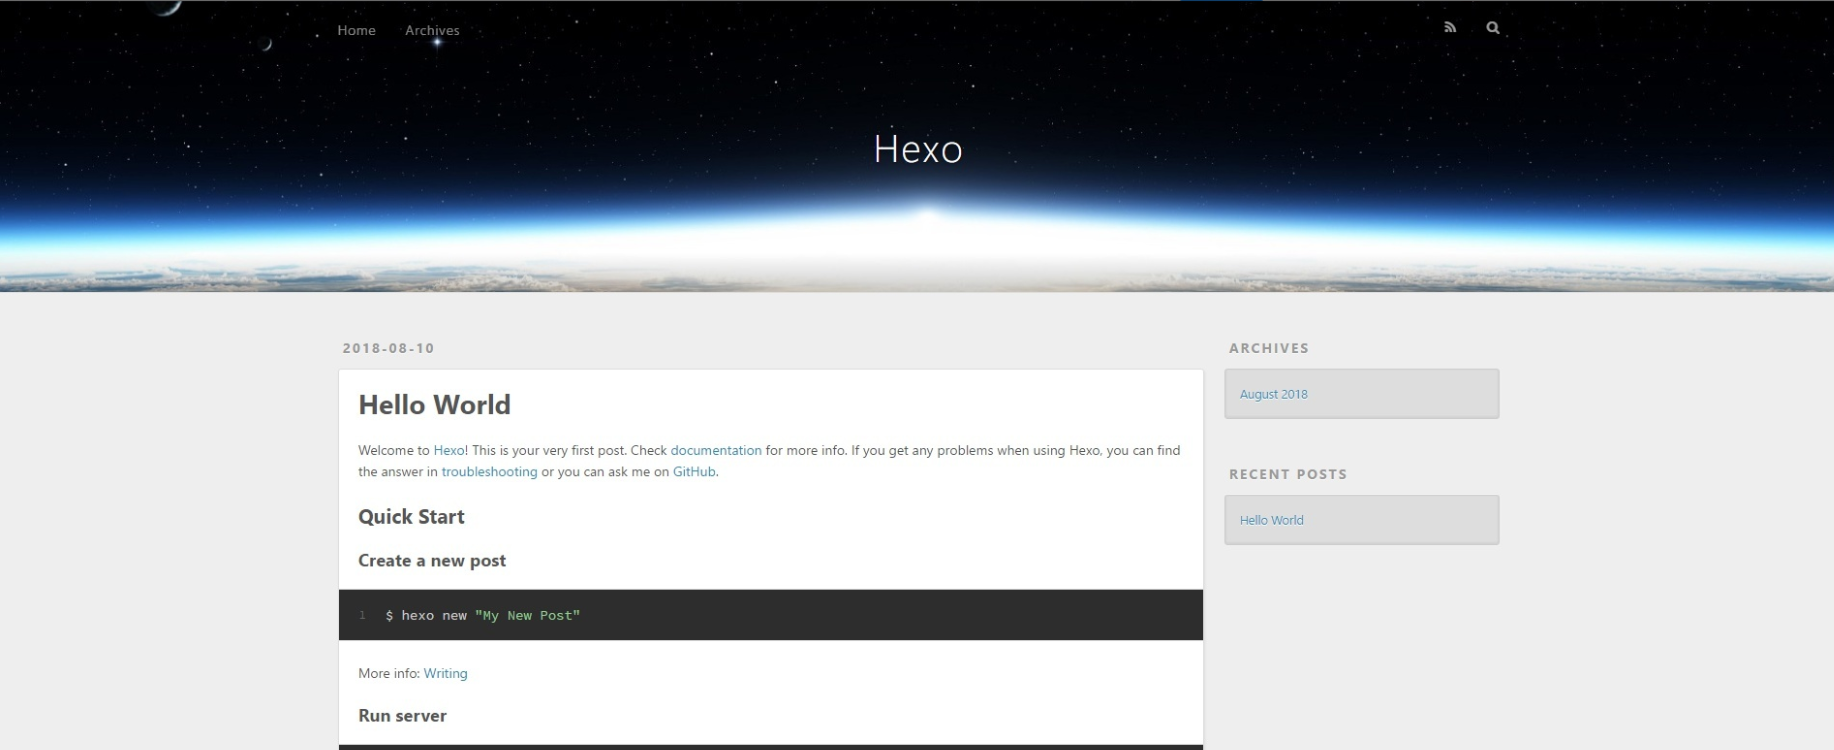 Home Archives
Hexo
2018-08-10
Hello World
Welcome to Hexo! This is your very first post. Check documentation for more info. If you get any problems when using Hexo, you can find
the answer in troubleshooting or you can ask me on GitHub.
Quick Start
Create a new post
1 $ hexo new "My New Post"
More info: Writing
Run server
ARCHIVES
August 2018
RECENT POSTS
Hello World